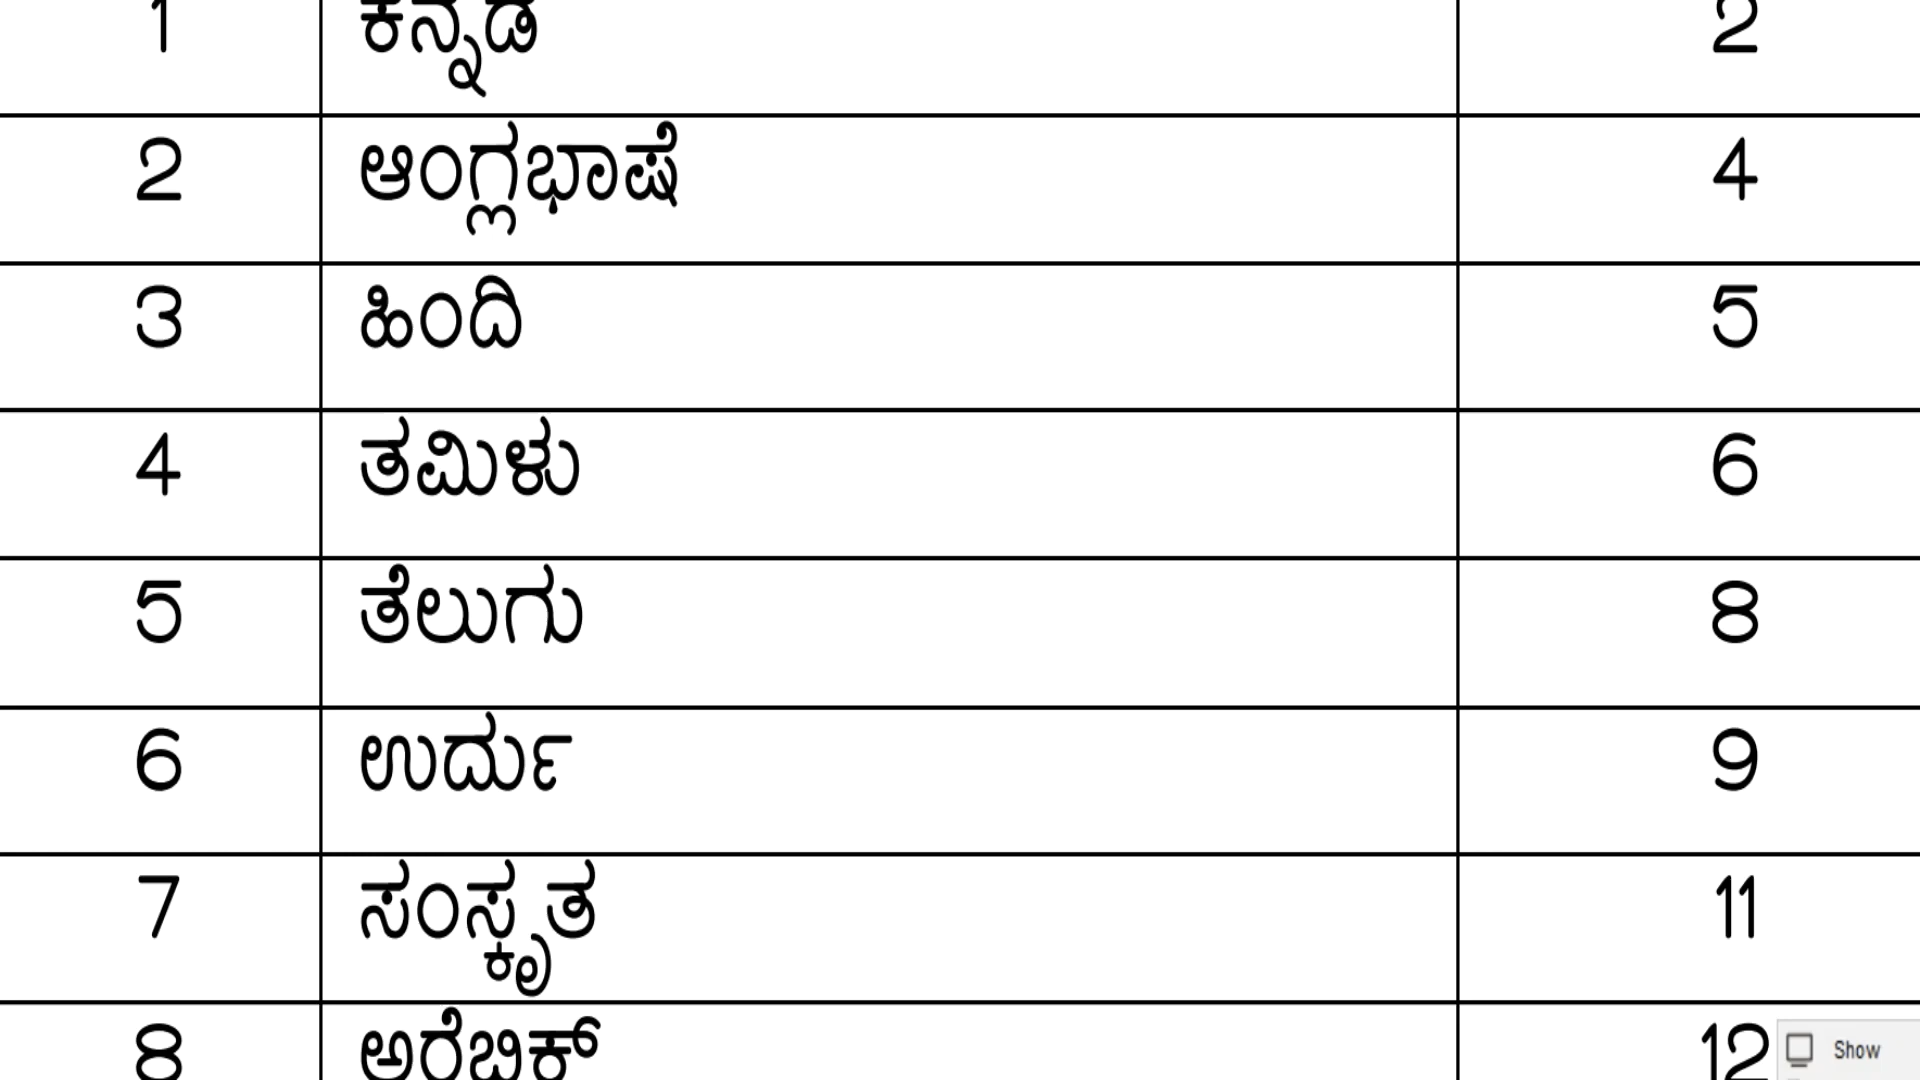 1 ಕನ್ನಡ 2
2 ಆಂಗ್ಲಭಾಷೆ 4
3 ಹಿಂದಿ 5
4 ತಮಿಳು 6
5 ತೆಲುಗು 8
6 ಉರ್ದು 9
7 ಸಂಸ್ಕೃತ 11
8 ಅರೆಬಿಕ್ 12
Show